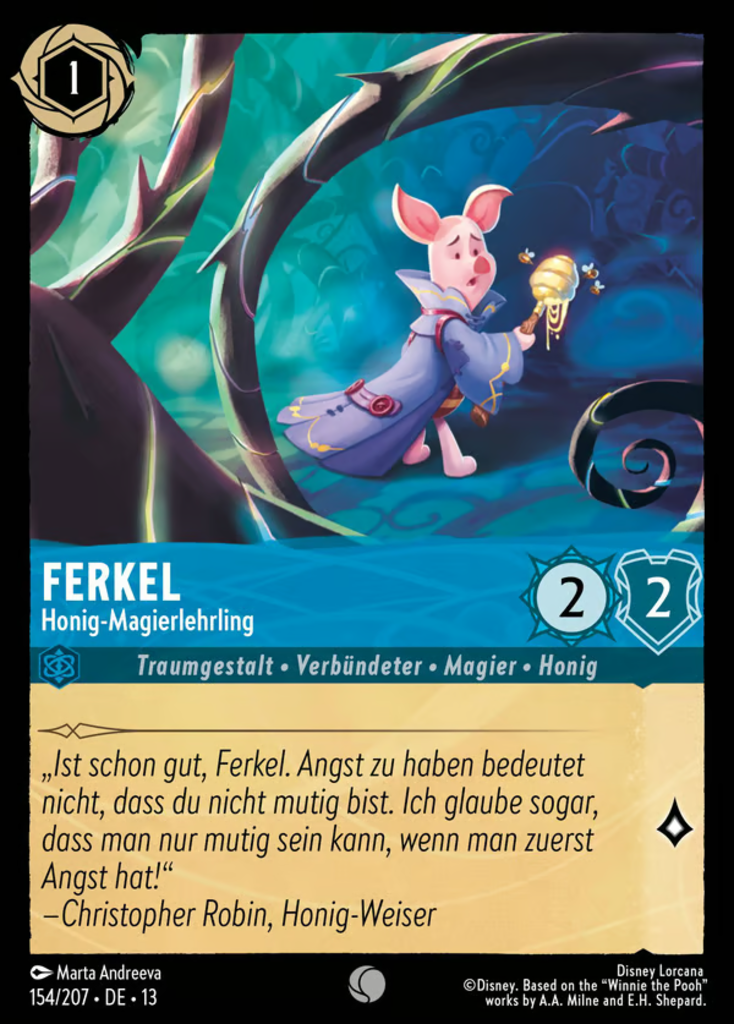 1
FERKEL
Honig-Magierlehrling
2
2
Traumgestalt • Verbündeter • Magier • Honig
„Ist schon gut, Ferkel. Angst zu haben bedeutet
nicht, dass du nicht mutig bist. Ich glaube sogar,
dass man nur mutig sein kann, wenn man zuerst
Angst hat!“
–Christopher Robin, Honig-Weiser
Marta Andreeva
154/207 • DE • 13
Disney Lorcana
©Disney. Based on the “Winnie the Pooh”
works by A.A. Milne and E.H. Shepard.